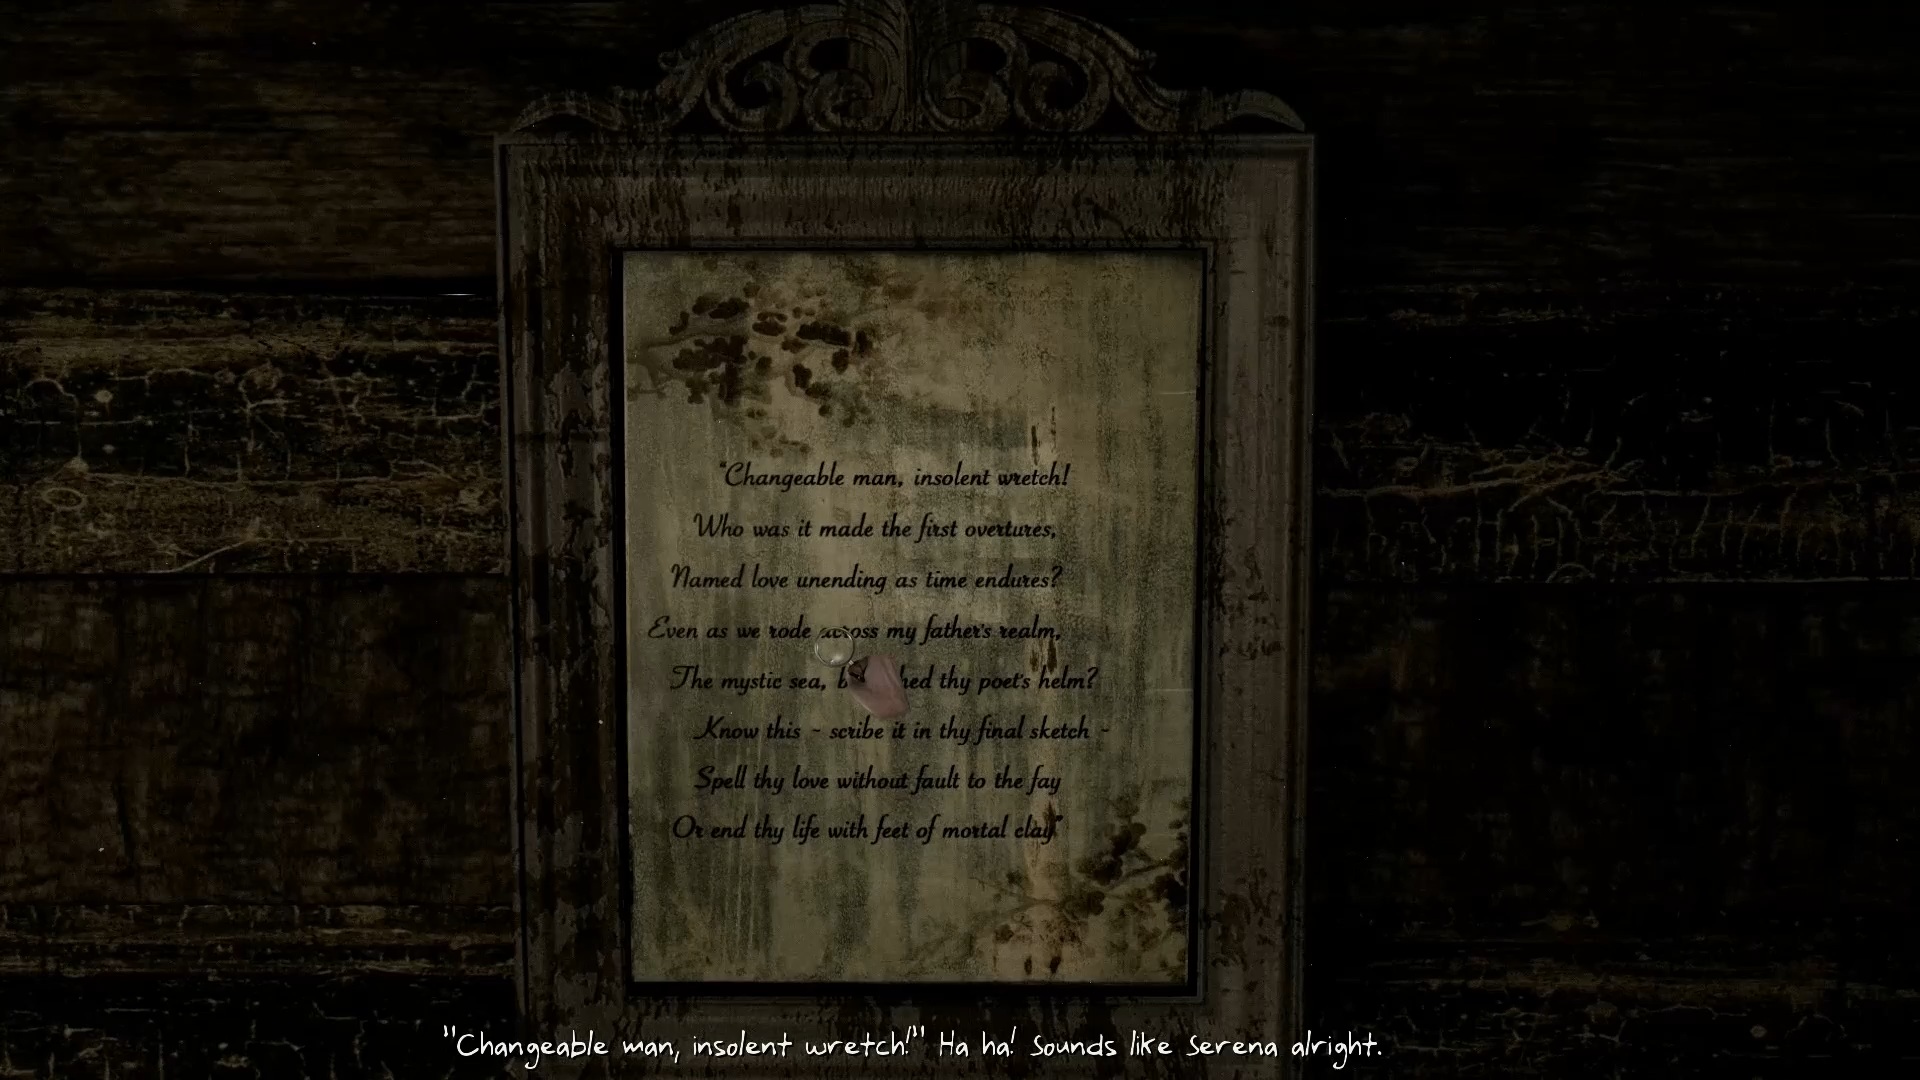 "Changeable man, insolent wretch!
Who was it made the first overtures,
Named love unending as time endures?
Even as we rode across my father's realm,
The mystic sea, thy poet's helm?
Know this - scribe it in thy final sketch -
Spell thy love without fault to the fay
Or end thy life with feet of mortal clay"
"Changeable man, insolent wretch!" Ha ha! Sounds like Serena alright.